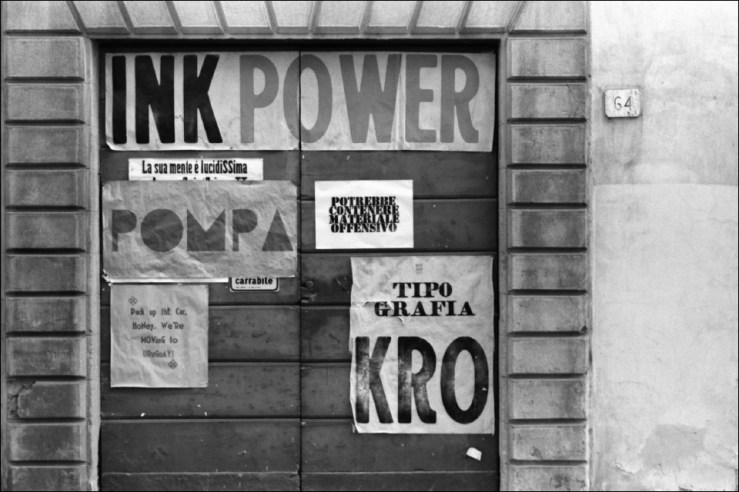 INK POWER
64
La sua mente è lucidiSSima
POMPA
POTREBBE
CONTENERE
MATERIALE
OFFENSIVO
carrabile
TIPO
GRAFIA
KRO
Pack up the Car,
HoNey. We're
MOVinG to
URUGUAY!